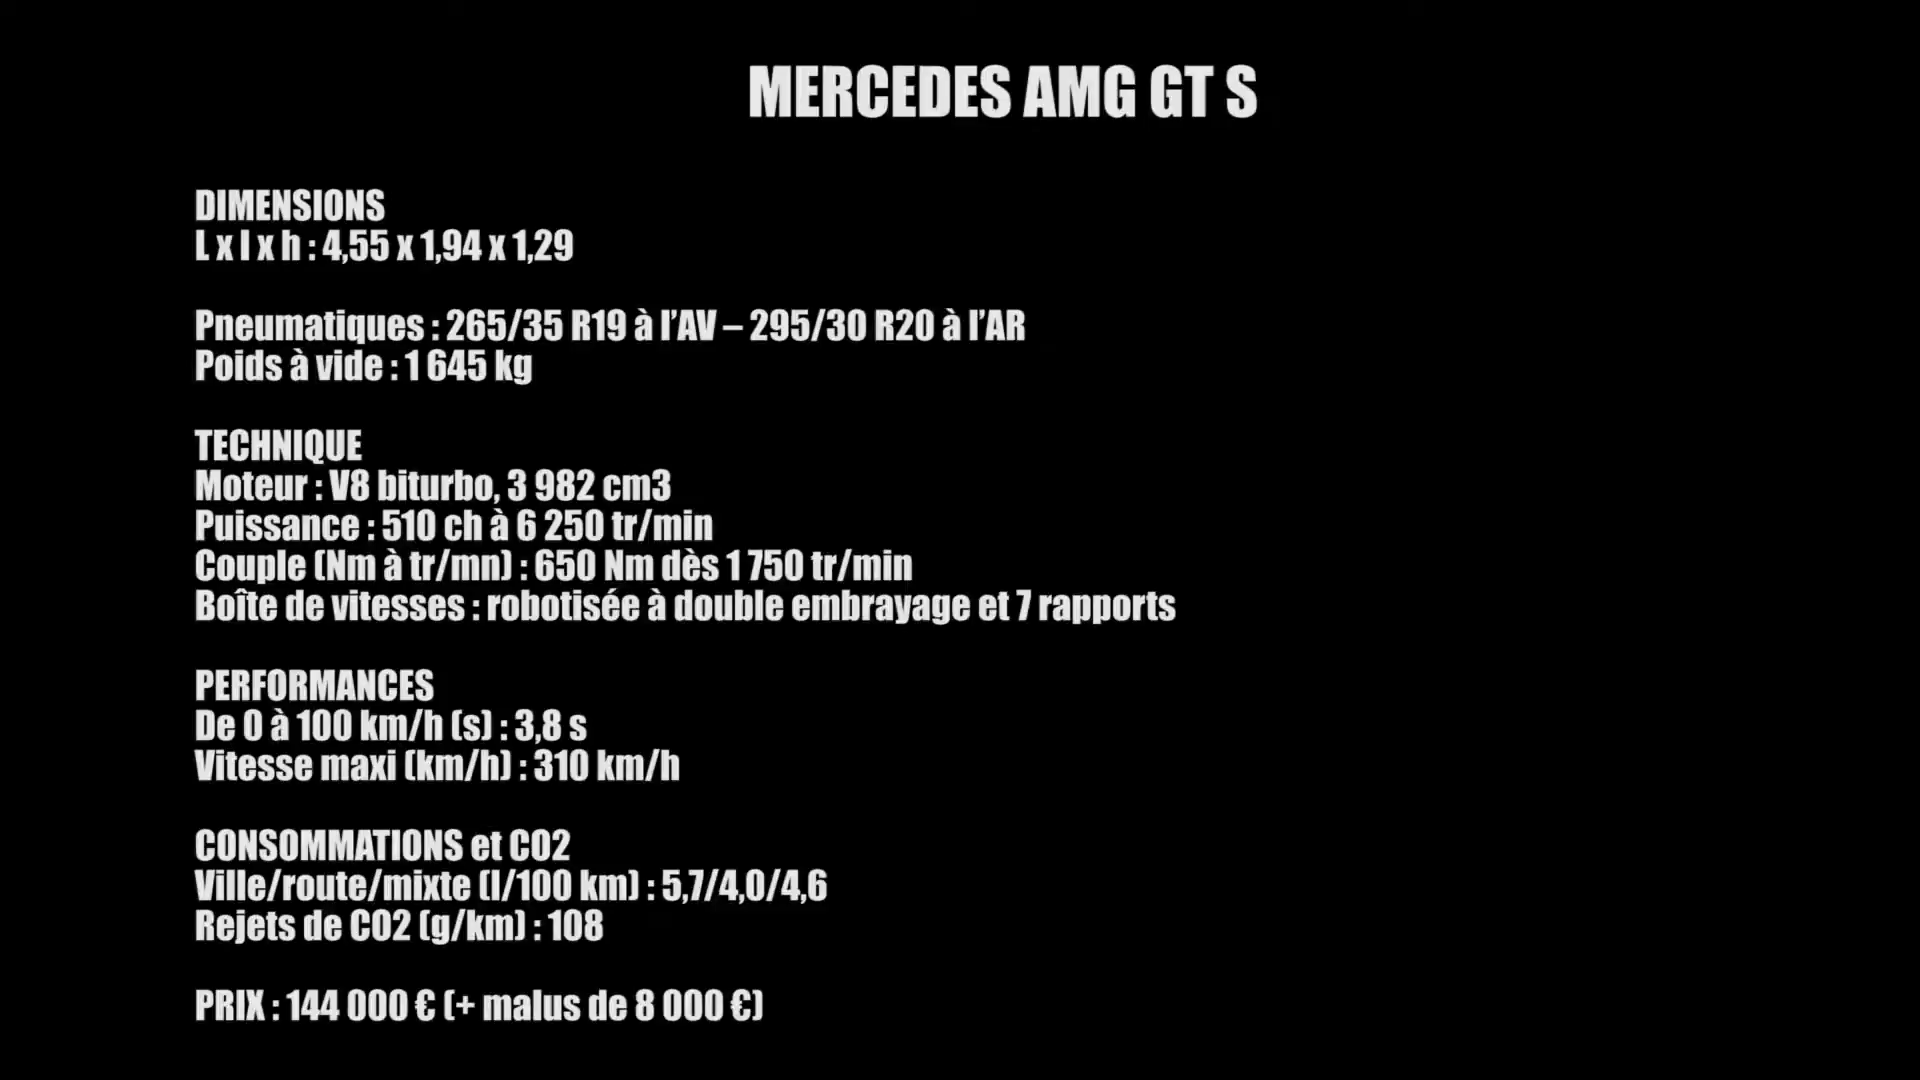 MERCEDES AMG GT S
DIMENSIONS
L x l x h : 4,55 x 1,94 x 1,29
Pneumatiques : 265/35 R19 à l’AV – 295/30 R20 à l’AR
Poids à vide : 1 645 kg
TECHNIQUE
Moteur : V8 biturbo, 3 982 cm3
Puissance : 510 ch à 6 250 tr/min
Couple (Nm à tr/mn) : 650 Nm dès 1 750 tr/min
Boîte de vitesses : robotisée à double embrayage et 7 rapports
PERFORMANCES
De 0 à 100 km/h (s) : 3,8 s
Vitesse maxi (km/h) : 310 km/h
CONSOMMATIONS et CO2
Ville/route/mixte (l/100 km) : 5,7/4,0/4,6
Rejets de CO2 (g/km) : 108
PRIX : 144 000 € (+ malus de 8 000 €)